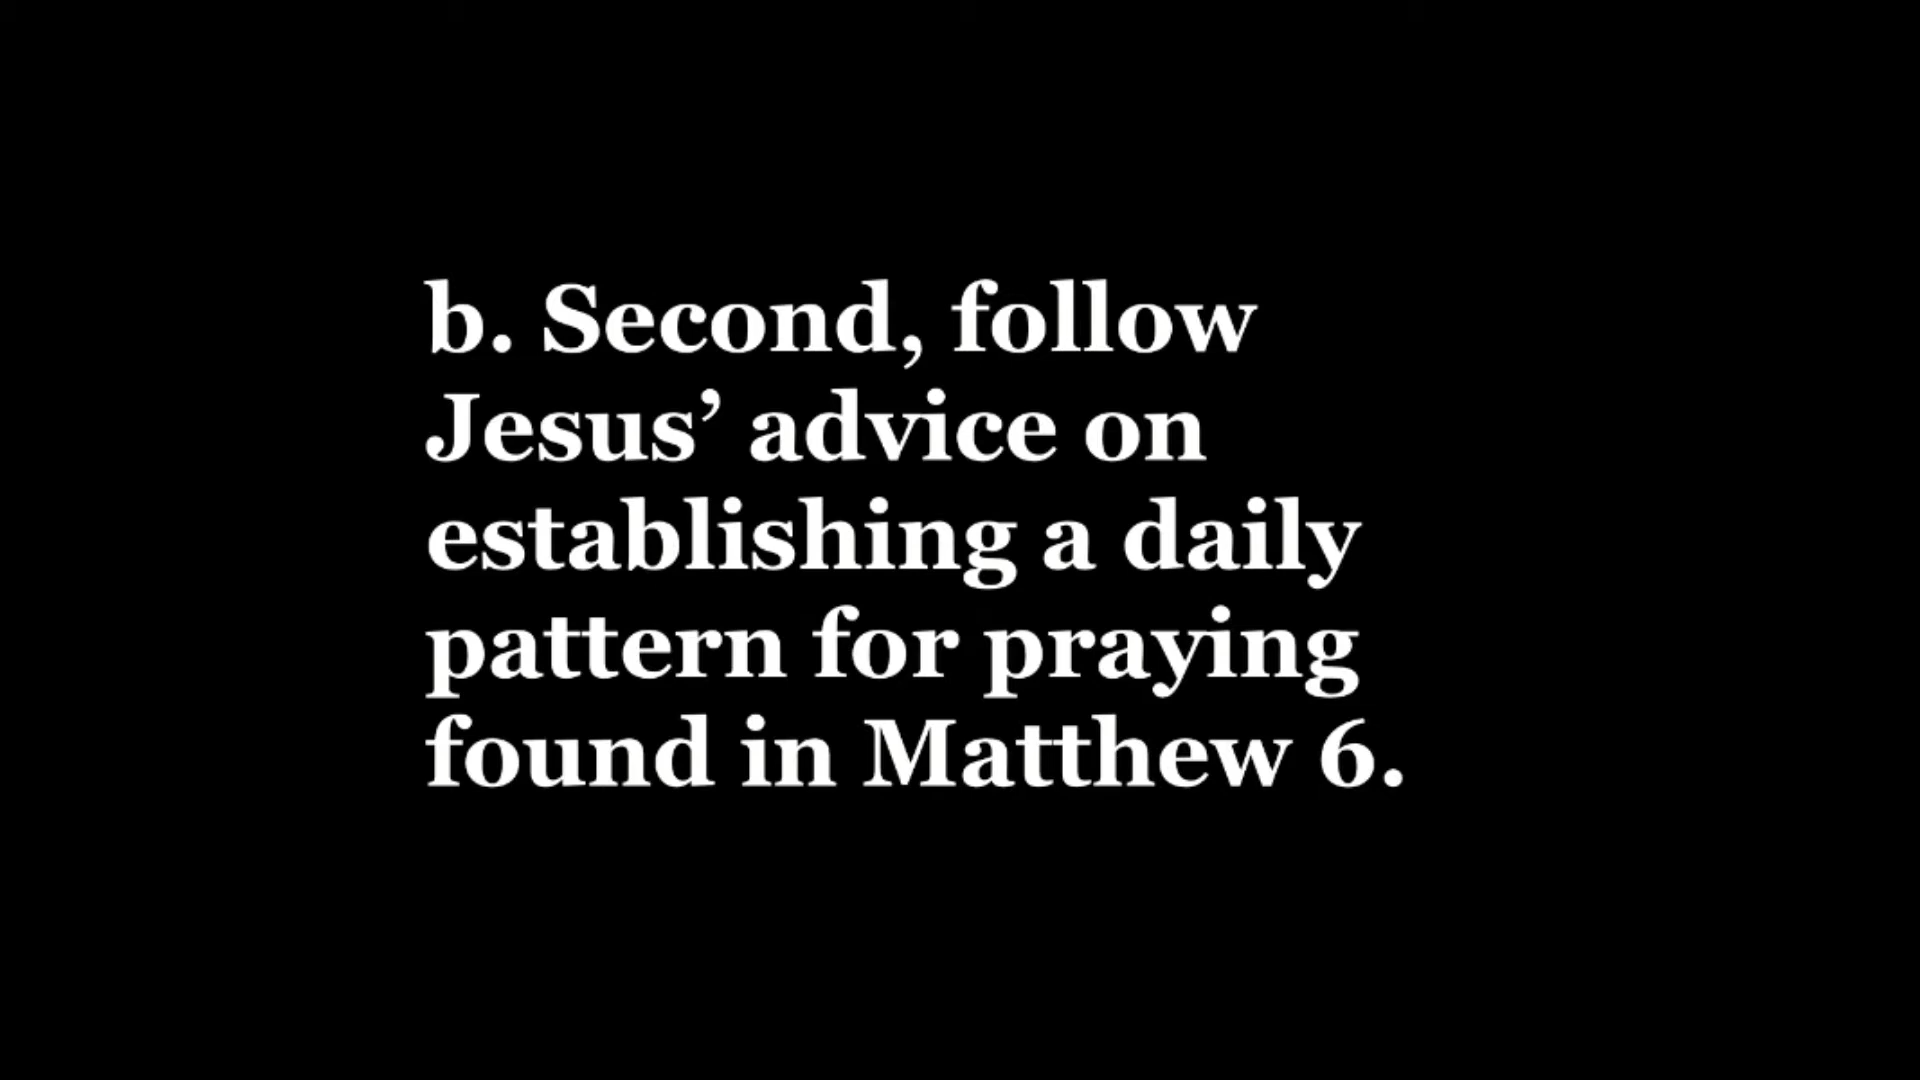 b. Second, follow
Jesus’ advice on
establishing a daily
pattern for praying
found in Matthew 6.